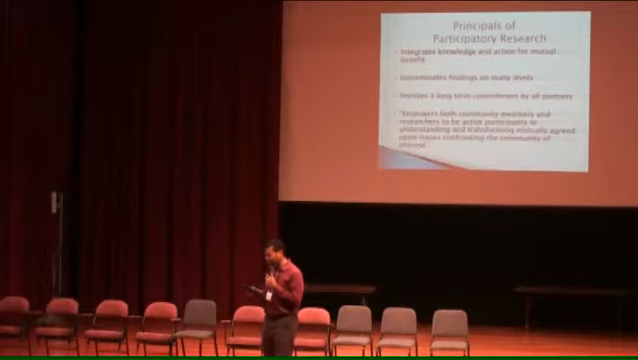 Principals of
Participatory Research
Integrates knowledge and action for mutual
benefit
Disseminates findings on multe levels
Involves a long term commitment by all partners
"Empowers both community members and
researchers to be active participants in
understanding and transforming mutually agreed
upon issues confronting the community of
interest."